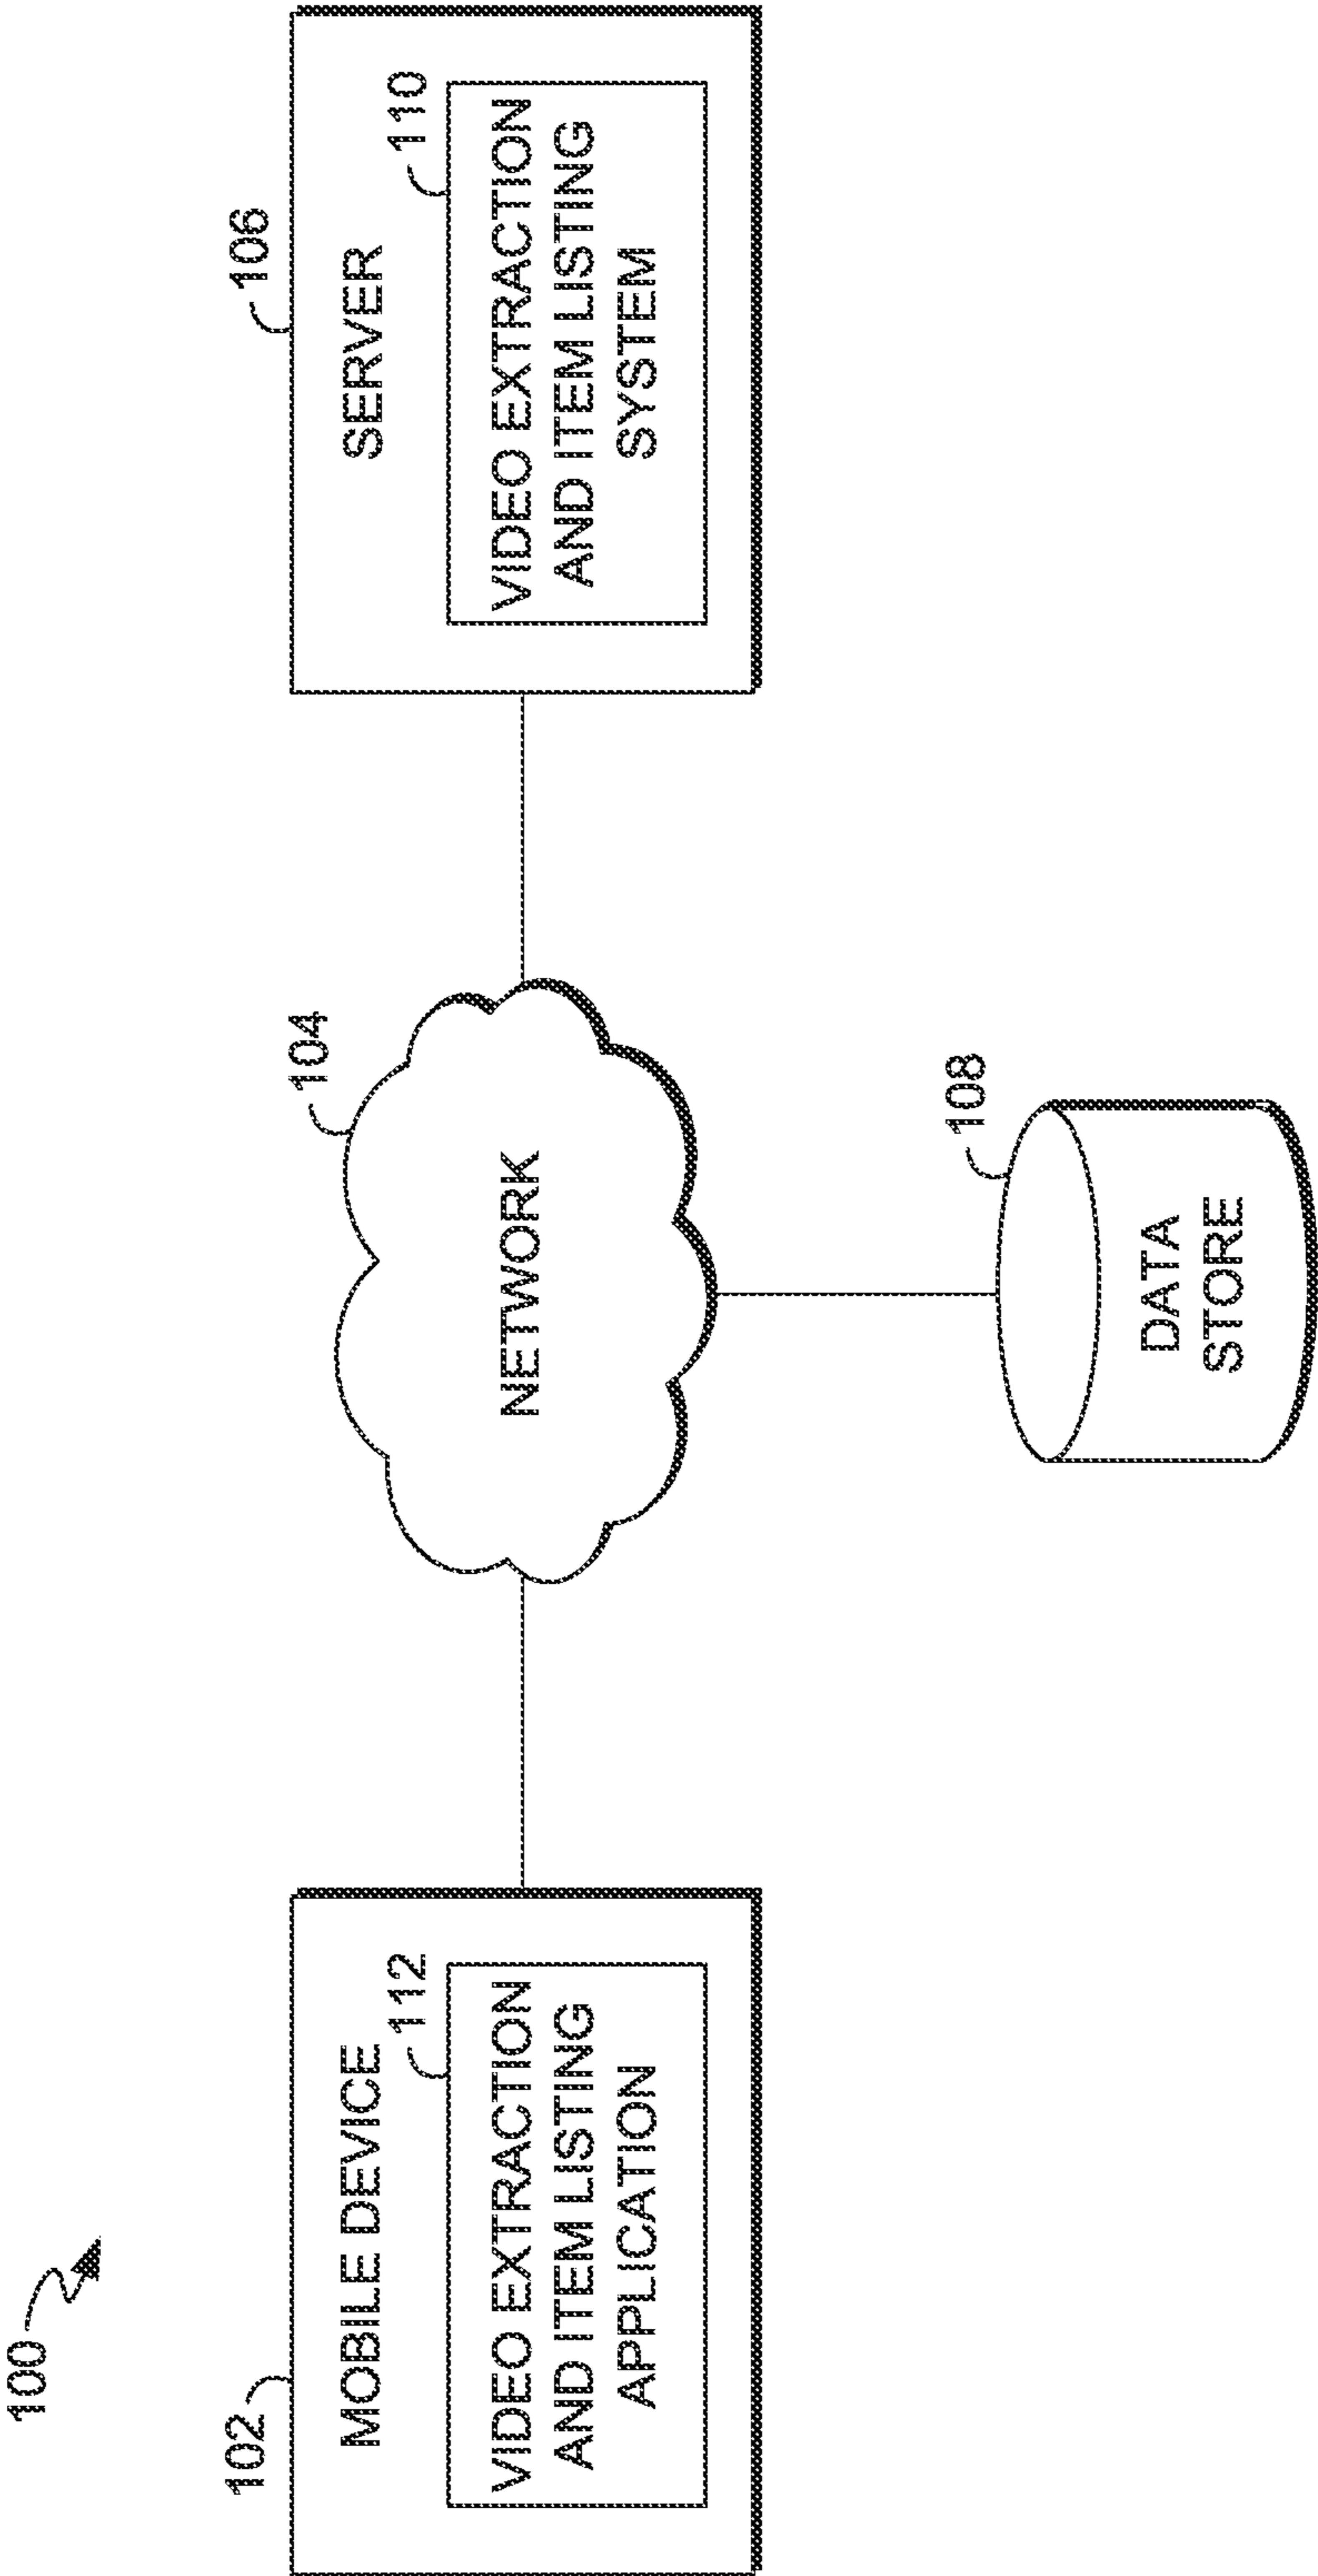 100
102
MOBILE DEVICE
112
VIDEO EXTRACTION
AND ITEM LISTING
APPLICATION
104
NETWORK
108
DATA
STORE
106
SERVER
110
VIDEO EXTRACTION
AND ITEM LISTING
SYSTEM